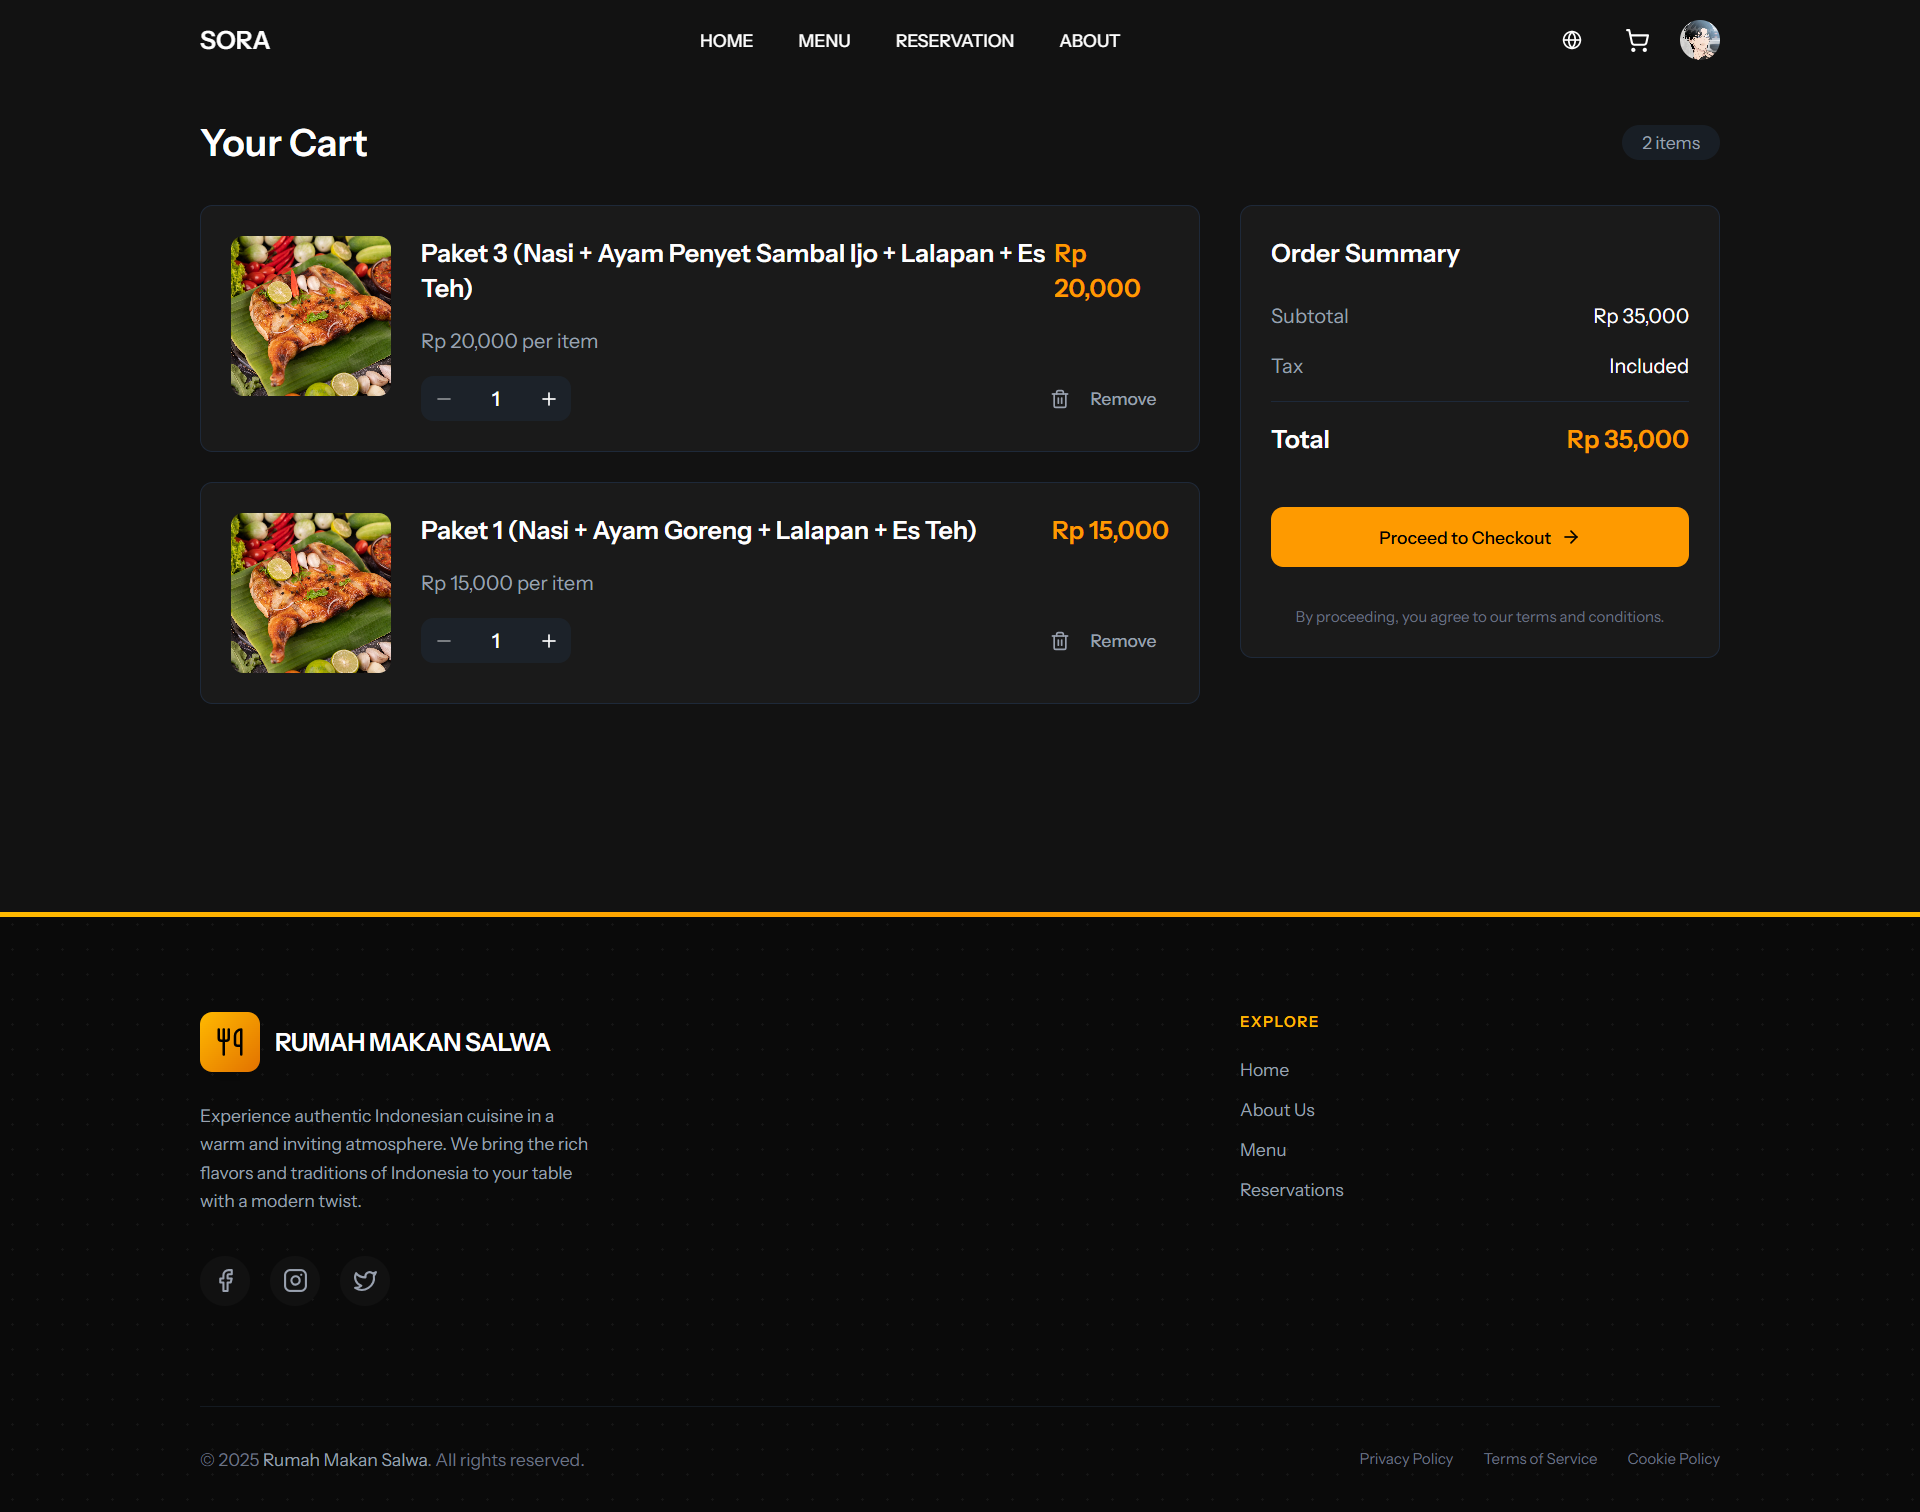 SORA
HOME
MENU
RESERVATION
ABOUT
Your Cart
2 items
Paket 3 (Nasi + Ayam Penyet Sambal Ijo + Lalapan + Es
Teh)
Rp
20,000
Rp 20,000 per item
1
Remove
Paket 1 (Nasi + Ayam Goreng + Lalapan + Es Teh)
Rp 15,000
Rp 15,000 per item
1
Remove
Order Summary
Subtotal
Rp 35,000
Tax
Included
Total
Rp 35,000
Proceed to Checkout
By proceeding, you agree to our terms and conditions.
RUMAH MAKAN SALWA
Experience authentic Indonesian cuisine in a
warm and inviting atmosphere. We bring the rich
flavors and traditions of Indonesia to your table
with a modern twist.
EXPLORE
Home
About Us
Menu
Reservations
© 2025 Rumah Makan Salwa. All rights reserved.
Privacy Policy
Terms of Service
Cookie Policy